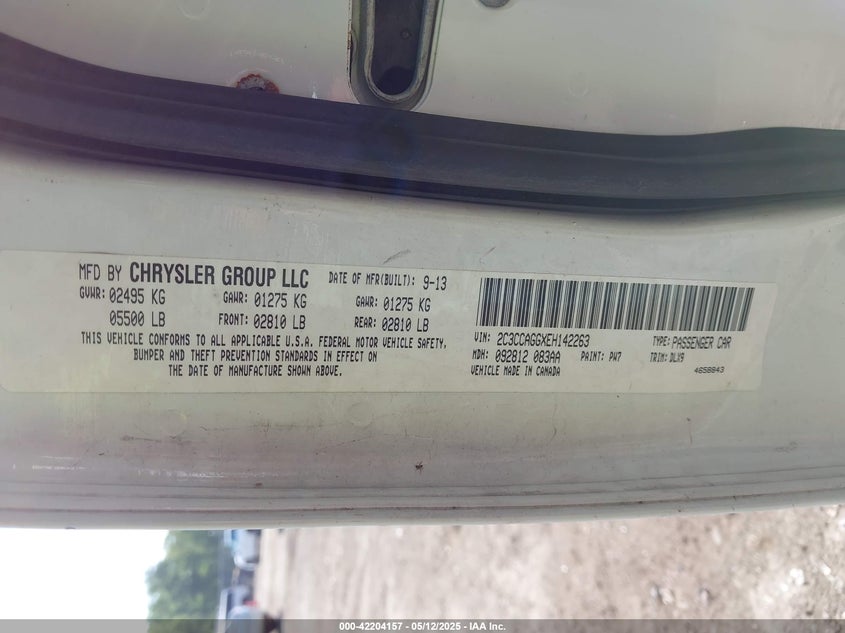 MFD BY CHRYSLER GROUP LLC DATE OF MFR(BUILT): 9-13
GVWR: 02495 KG GAWR: 01275 KG GAWR: 01275 KG
05500 LB FRONT: 02810 LB REAR: 02810 LB
THIS VEHICLE CONFORMS TO ALL APPLICABLE U.S.A. FEDERAL MOTOR VEHICLE SAFETY,
BUMPER AND THEFT PREVENTION STANDARDS IN EFFECT ON
THE DATE OF MANUFACTURE SHOWN ABOVE.
VIN: 2C3CCAGGXEH142263 TYPE: PASSENGER CAR
MDH: 092812 083AA PAINT: PW7 TRIM: DLX9
VEHICLE MADE IN CANADA 4658843
000-42204157 - 05/12/2025 - IAA Inc.